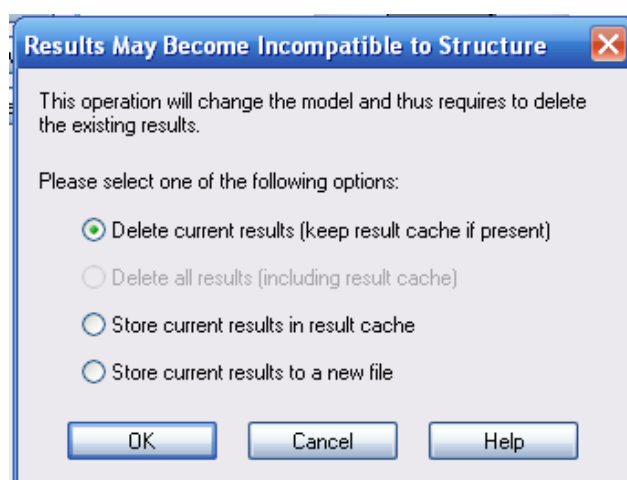 Results May Become Incompatible to Structure
This operation will change the model and thus requires to delete
the existing results.
Please select one of the following options:
Delete current results (keep result cache if present)
Delete all results (including result cache)
Store current results in result cache
Store current results to a new file
OK Cancel Help